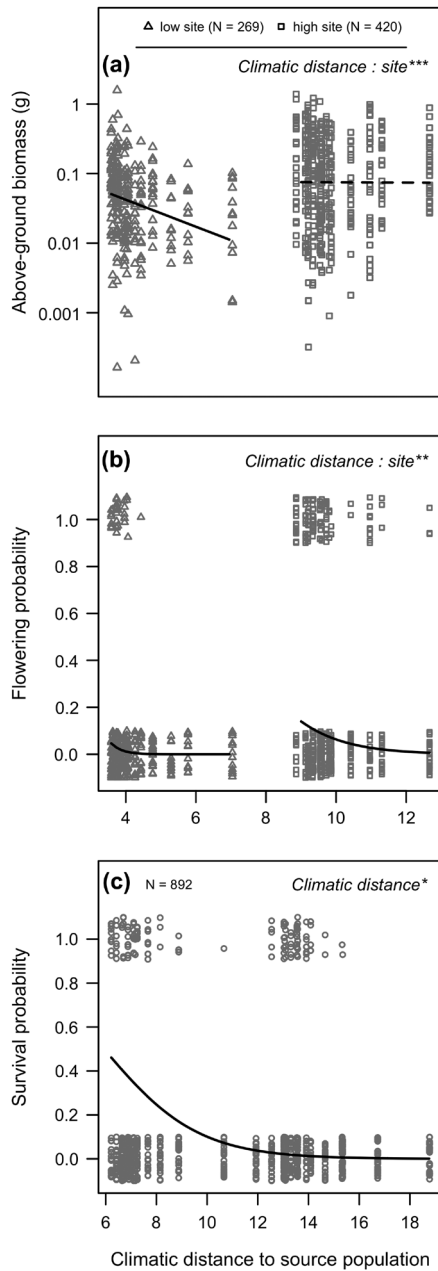 low site (N = 269) high site (N = 420)
(a)
Climatic distance : site***
Above-ground biomass (g)
1
0.1
0.01
0.001
(b)
Climatic distance : site**
Flowering probability
1.0
0.8
0.6
0.4
0.2
0.0
4 6 8 10 12
(c) N = 892
Climatic distance*
Survival probability
1.0
0.8
0.6
0.4
0.2
0.0
6 8 10 12 14 16 18
Climatic distance to source population